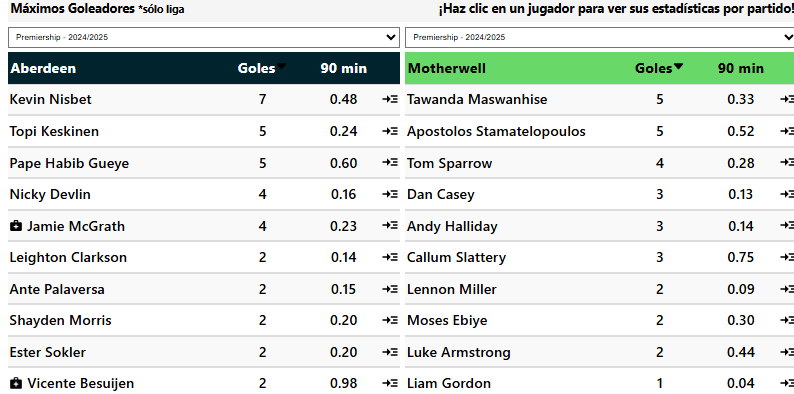 Máximos Goleadores *sólo liga ¡Haz clic en un jugador para ver sus estadísticas por partido!
Premiership - 2024/2025 Premiership - 2024/2025
Aberdeen Goles 90 min Motherwell Goles 90 min
Kevin Nisbet 7 0.48 Tawanda Maswanhise 5 0.33
Topi Keskinen 5 0.24 Apostolos Stamatelopoulos 5 0.52
Pape Habib Gueye 5 0.60 Tom Sparrow 4 0.28
Nicky Devlin 4 0.16 Dan Casey 3 0.13
Jamie McGrath 4 0.23 Andy Halliday 3 0.14
Leighton Clarkson 2 0.14 Callum Slattery 3 0.75
Ante Palaversa 2 0.15 Lennon Miller 2 0.09
Shayden Morris 2 0.20 Moses Ebiye 2 0.30
Ester Sokler 2 0.20 Luke Armstrong 2 0.44
Vicente Besuijen 2 0.98 Liam Gordon 1 0.04